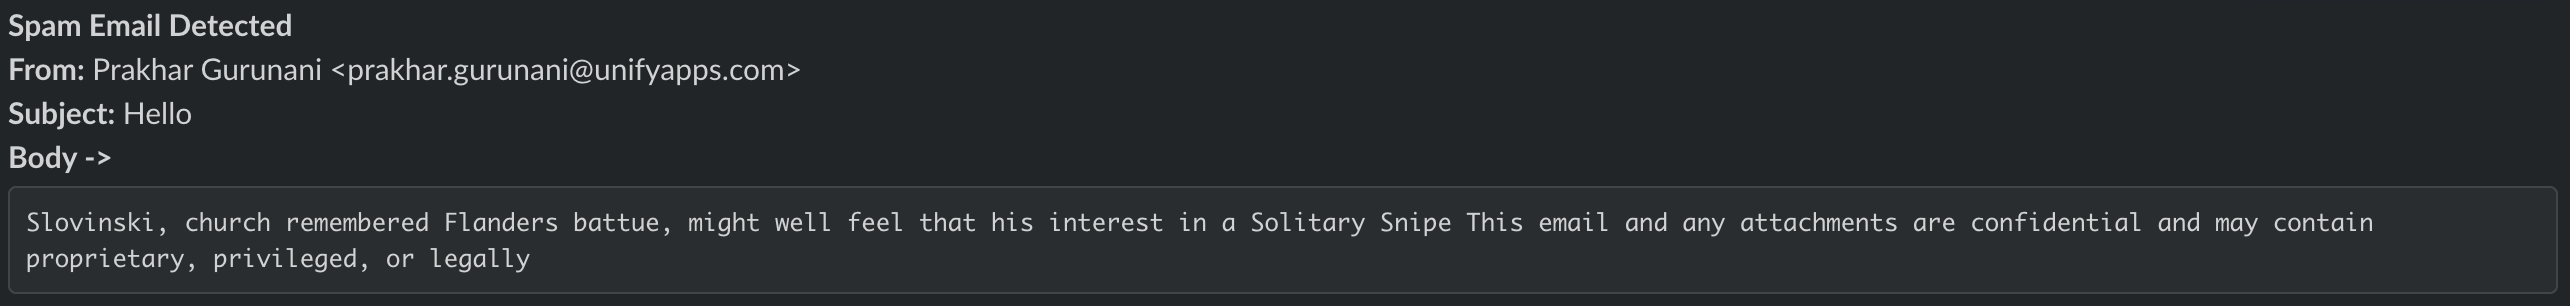 Spam Email Detected
From: Prakhar Gurunani <prakhar.gurunani@unifyapps.com>
Subject: Hello
Body ->
Slovinski, church remembered Flanders battue, might well feel that his interest in a Solitary Snipe This email and any attachments are confidential and may contain
proprietary, privileged, or legally